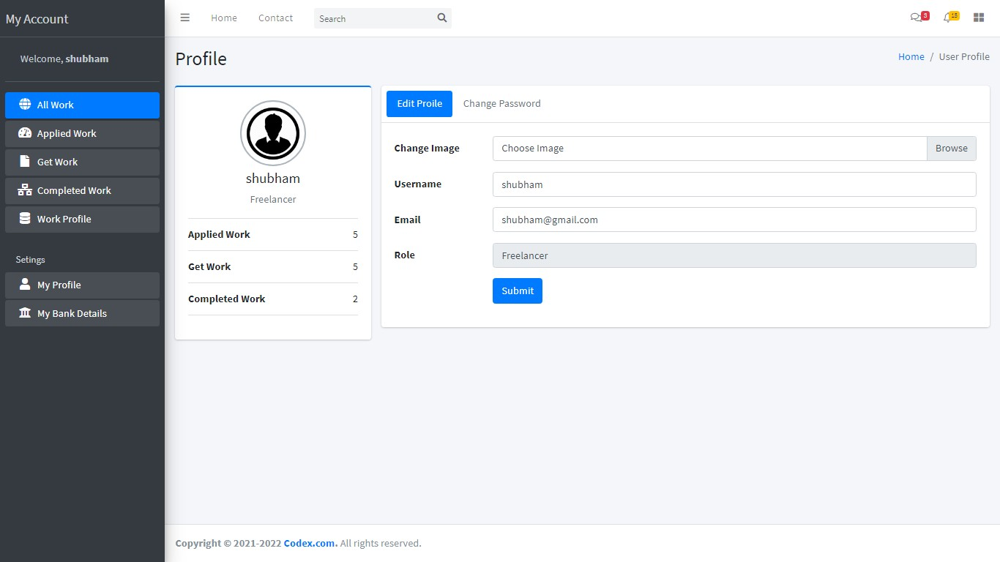 My Account
Home
Contact
Search
3
15
Welcome, shubham
All Work
Applied Work
Get Work
Completed Work
Work Profile
Setings
My Profile
My Bank Details
Profile
Home / User Profile
shubham
Freelancer
Applied Work 5
Get Work 5
Completed Work 2
Edit Proile
Change Password
Change Image Choose Image Browse
Username shubham
Email shubham@gmail.com
Role Freelancer
Submit
Copyright © 2021-2022 Codex.com. All rights reserved.